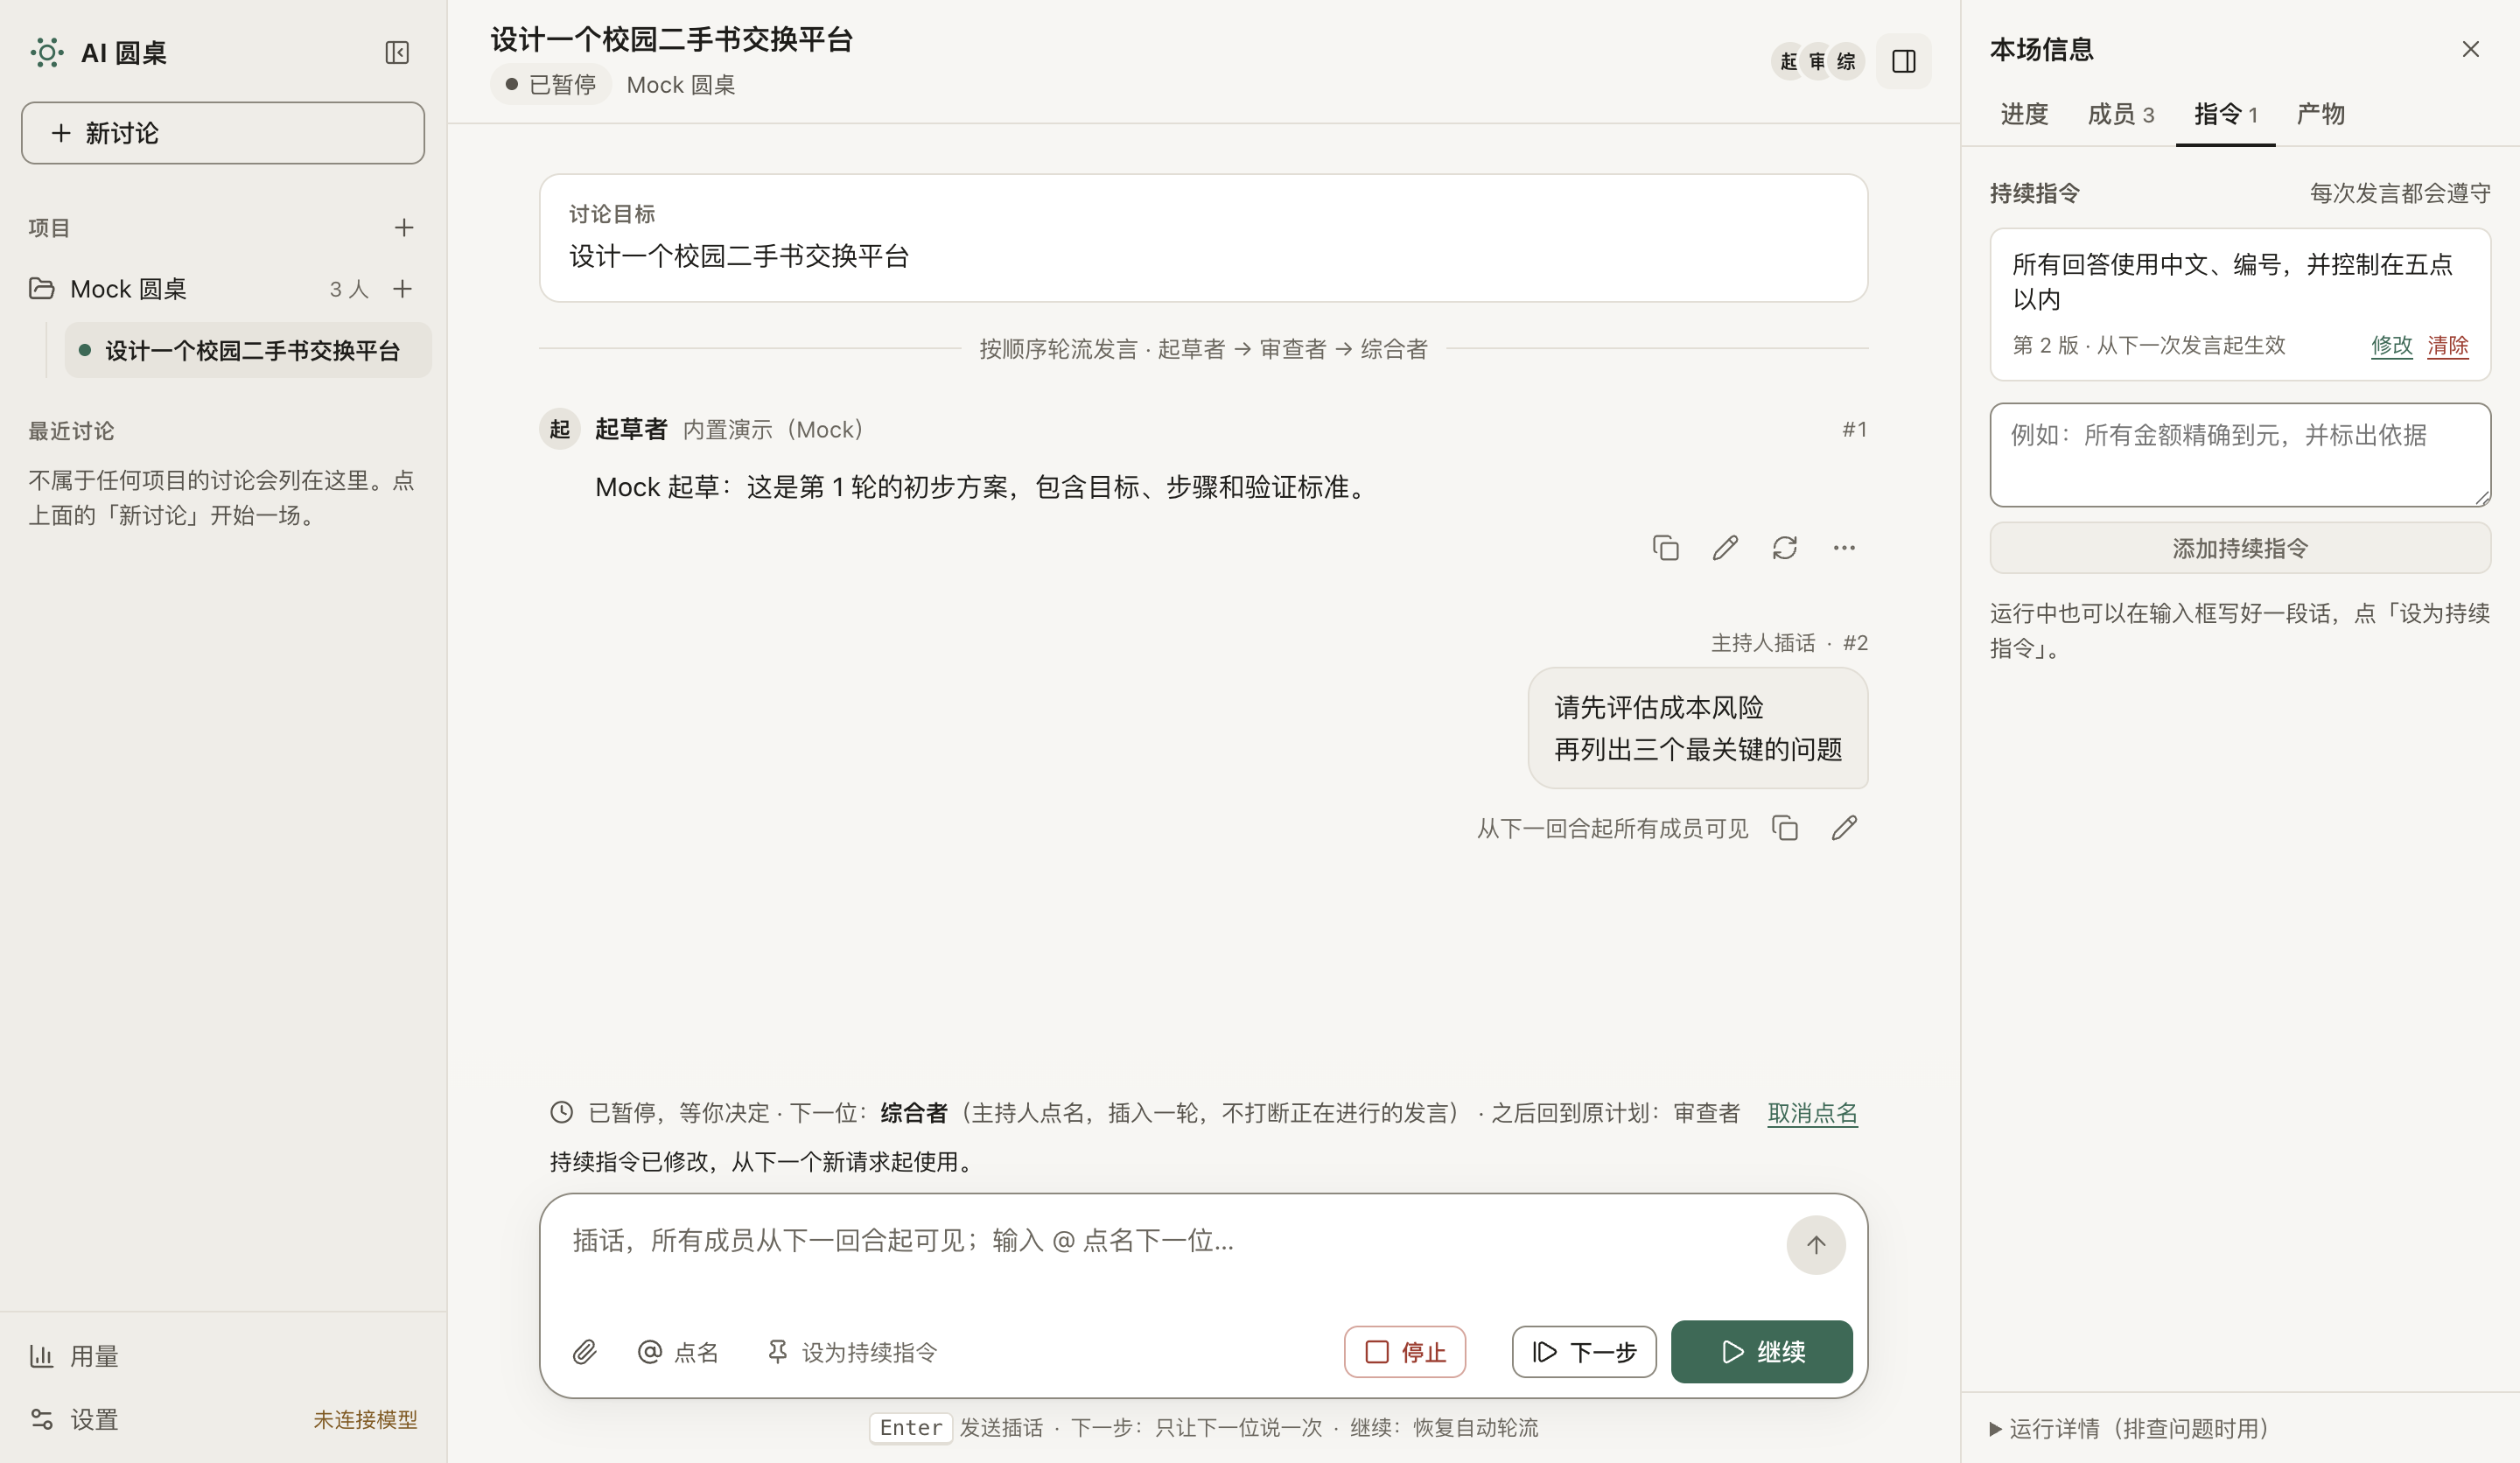 AI 圆桌
新讨论
项目
Mock 圆桌 3 人
设计一个校园二手书交换平台
最近讨论
不属于任何项目的讨论会列在这里。点
上面的「新讨论」开始一场。
用量
设置 未连接模型
设计一个校园二手书交换平台
已暂停 Mock 圆桌
起 审 综
讨论目标
设计一个校园二手书交换平台
按顺序轮流发言 · 起草者 → 审查者 → 综合者
起 起草者 内置演示（Mock） #1
Mock 起草：这是第 1 轮的初步方案，包含目标、步骤和验证标准。
主持人插话 · #2
请先评估成本风险
再列出三个最关键的问题
从下一回合起所有成员可见
已暂停，等你决定 · 下一位：综合者（主持人点名，插入一轮，不打断正在进行的发言） · 之后回到原计划：审查者 取消点名
持续指令已修改，从下一个新请求起使用。
插话，所有成员从下一回合起可见；输入 @ 点名下一位...
点名 设为持续指令 停止 下一步 继续
Enter 发送插话 · 下一步：只让下一位说一次 · 继续：恢复自动轮流
本场信息
进度 成员 3 指令 1 产物
持续指令 每次发言都会遵守
所有回答使用中文、编号，并控制在五点
以内
第 2 版 · 从下一次发言起生效 修改 清除
例如：所有金额精确到元，并标出依据
添加持续指令
运行中也可以在输入框写好一段话，点「设为持续
指令」。
运行详情（排查问题时用）